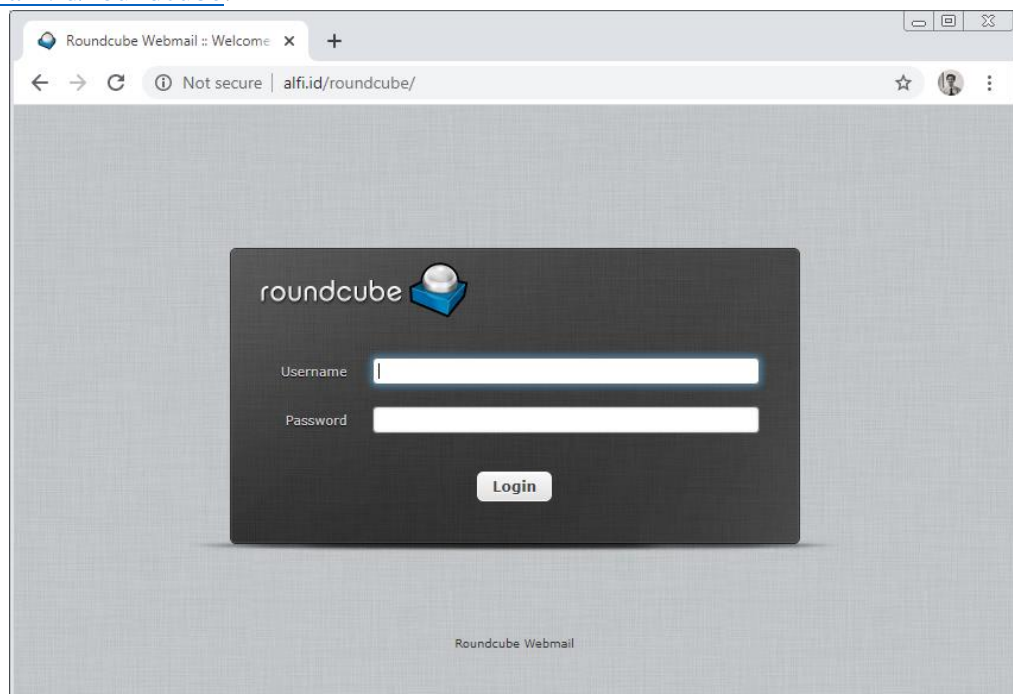 Roundcube Webmail :: Welcome
Not secure | alfi.id/roundcube/
roundcube
Username
Password
Login
Roundcube Webmail